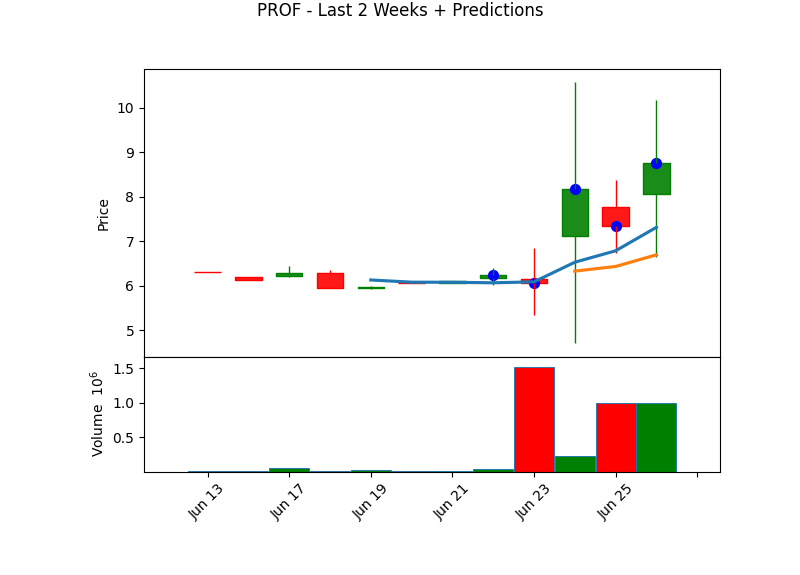 PROF - Last 2 Weeks + Predictions
Price
10
9
8
7
6
5
Volume 10^6
1.5
1.0
0.5
Jun 13
Jun 17
Jun 19
Jun 21
Jun 23
Jun 25